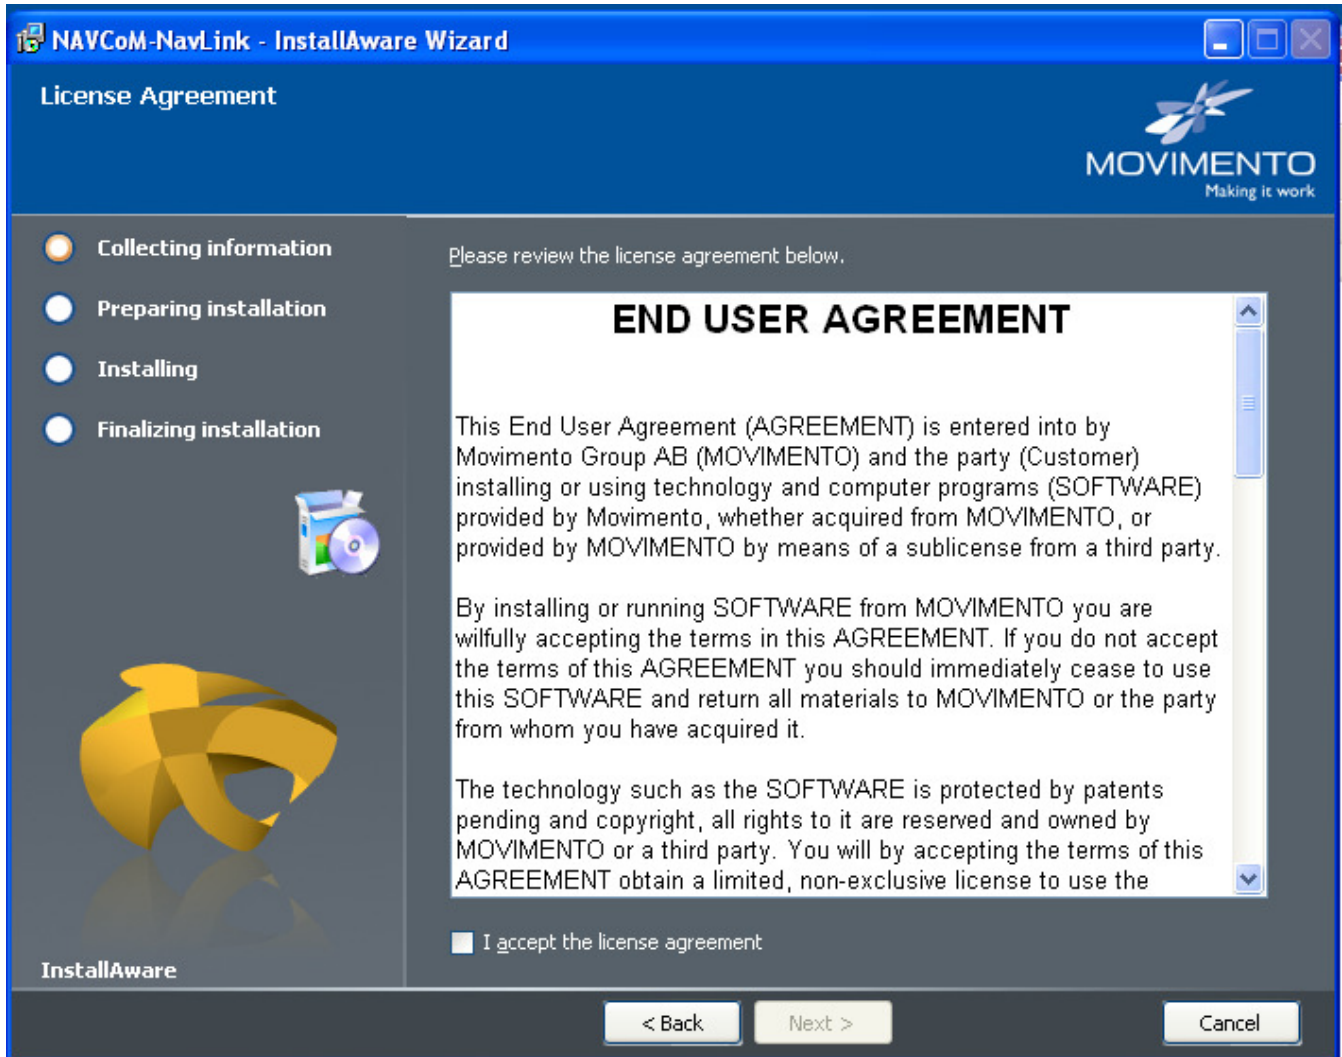 NAVCoM-NavLink - InstallAware Wizard
License Agreement
MOVIMENTO
Making it work
Collecting information
Preparing installation
Installing
Finalizing installation
InstallAware
Please review the license agreement below.
END USER AGREEMENT
This End User Agreement (AGREEMENT) is entered into by
Movimento Group AB (MOVIMENTO) and the party (Customer)
installing or using technology and computer programs (SOFTWARE)
provided by Movimento, whether acquired from MOVIMENTO, or
provided by MOVIMENTO by means of a sublicense from a third party.
By installing or running SOFTWARE from MOVIMENTO you are
wilfully accepting the terms in this AGREEMENT. If you do not accept
the terms of this AGREEMENT you should immediately cease to use
this SOFTWARE and return all materials to MOVIMENTO or the party
from whom you have acquired it.
The technology such as the SOFTWARE is protected by patents
pending and copyright, all rights to it are reserved and owned by
MOVIMENTO or a third party. You will by accepting the terms of this
AGREEMENT obtain a limited, non-exclusive license to use the
I accept the license agreement
< Back
Next >
Cancel